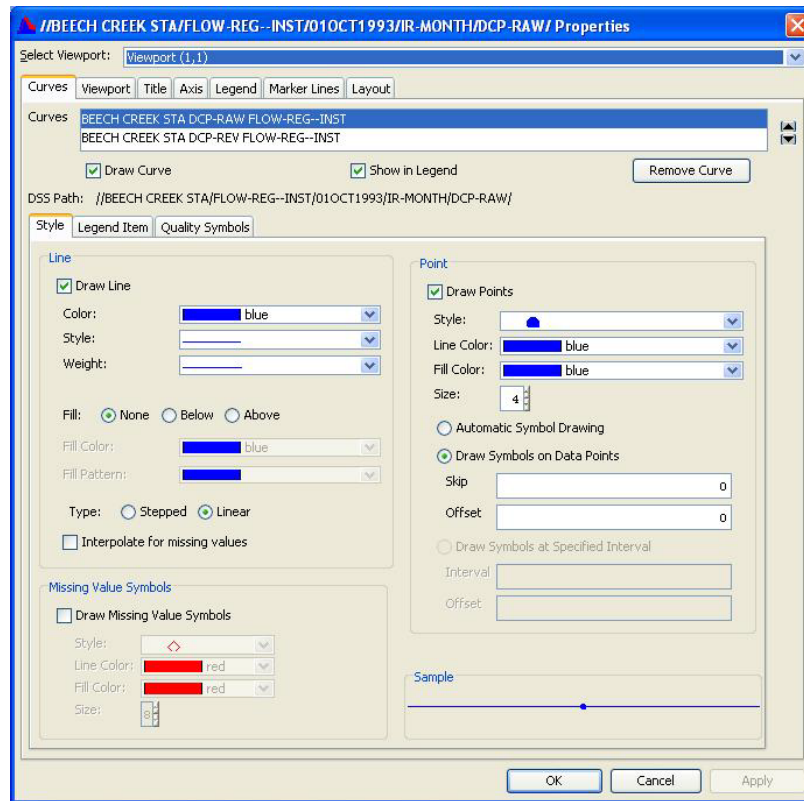 //BEECH CREEK STA/FLOW-REG--INST/01OCT1993/IR-MONTH/DCP-RAW/ Properties
Select Viewport: Viewport (1,1)
Curves Viewport Title Axis Legend Marker Lines Layout
Curves BEECH CREEK STA DCP-RAW FLOW-REG--INST
BEECH CREEK STA DCP-REV FLOW-REG--INST
Draw Curve Show in Legend Remove Curve
DSS Path: //BEECH CREEK STA/FLOW-REG--INST/01OCT1993/IR-MONTH/DCP-RAW/
Style Legend Item Quality Symbols
Line
Draw Line
Color: blue
Style:
Weight:
Fill: None Below Above
Fill Color: blue
Fill Pattern:
Type: Stepped Linear
Interpolate for missing values
Missing Value Symbols
Draw Missing Value Symbols
Style:
Line Color: red
Fill Color: red
Size: 8
Point
Draw Points
Style:
Line Color: blue
Fill Color: blue
Size: 4
Automatic Symbol Drawing
Draw Symbols on Data Points
Skip 0
Offset 0
Draw Symbols at Specified Interval
Interval
Offset
Sample
OK Cancel Apply